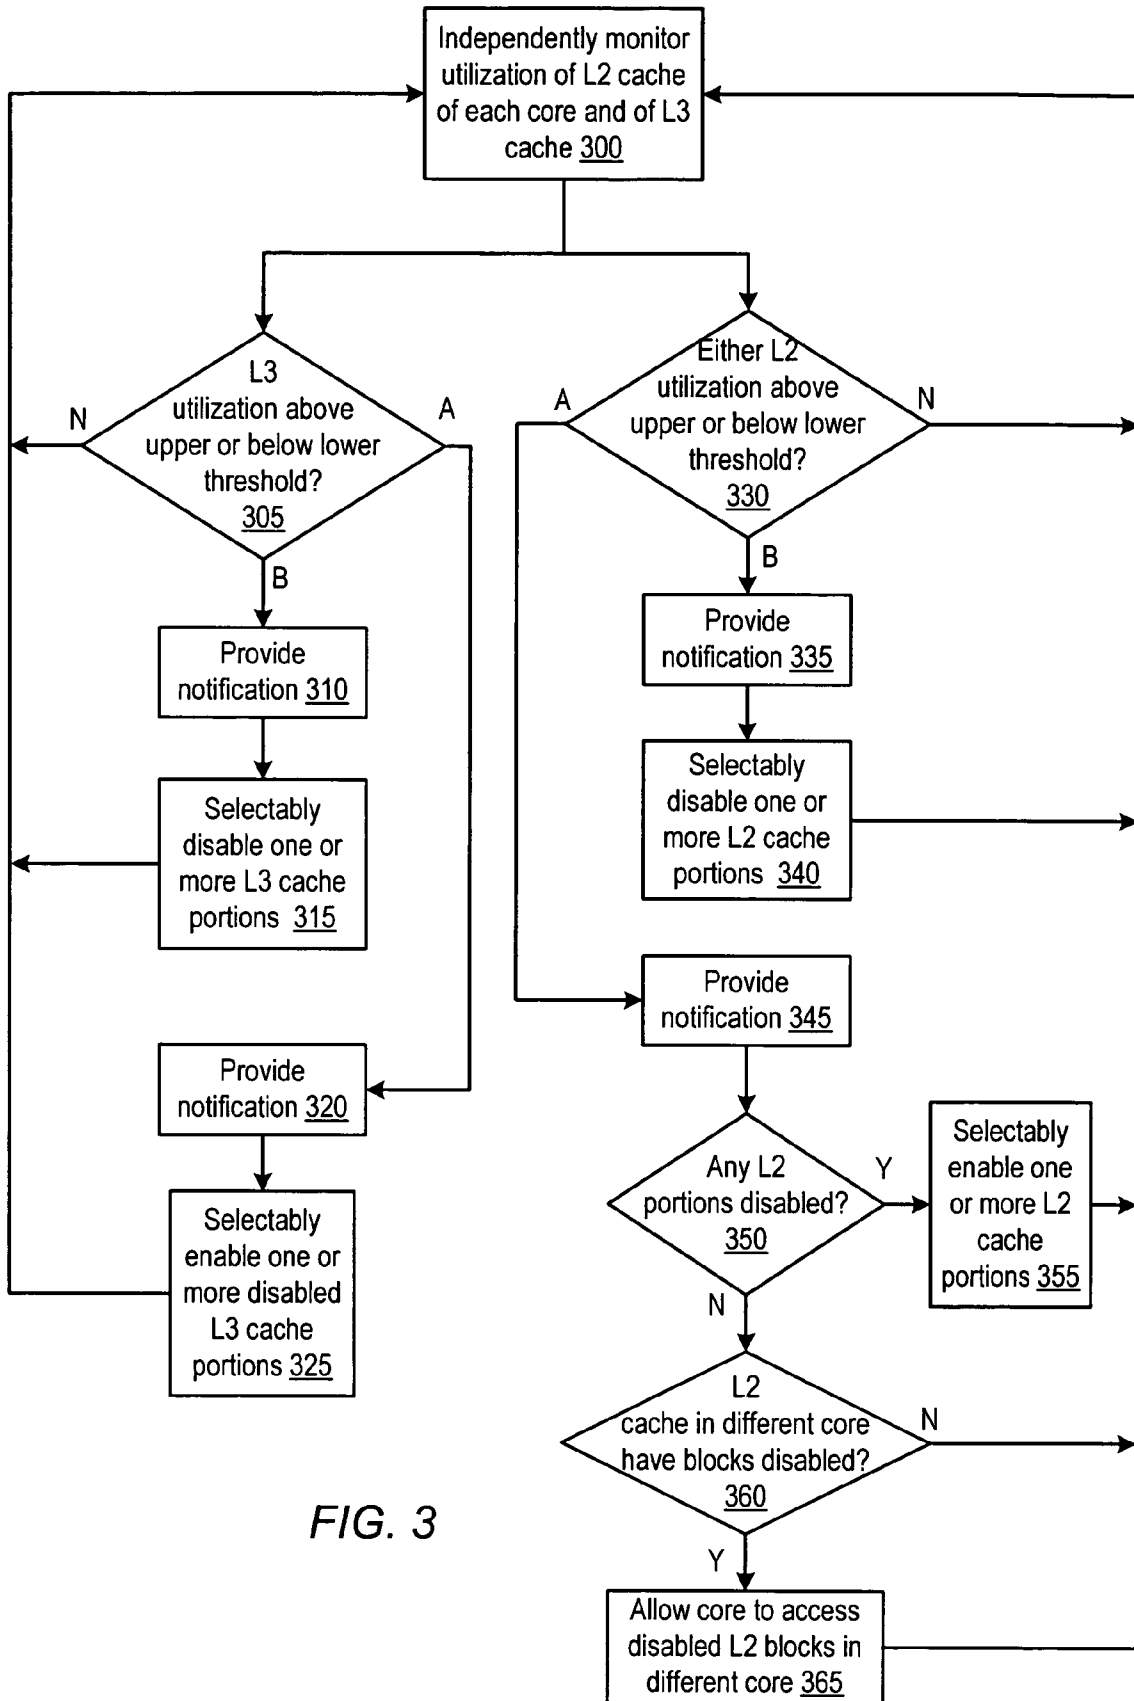 Independently monitor
utilization of L2 cache
of each core and of L3
cache 300
L3
utilization above
upper or below lower
threshold?
305
N
A
B
Provide
notification 310
Selectably
disable one or
more L3 cache
portions 315
Provide
notification 320
Selectably
enable one or
more disabled
L3 cache
portions 325
Either L2
utilization above
upper or below lower
threshold?
330
A
N
B
Provide
notification 335
Selectably
disable one or
more L2 cache
portions 340
Provide
notification 345
Any L2
portions disabled?
350
Y
N
Selectably
enable one
or more L2
cache
portions 355
L2
cache in different core
have blocks disabled?
360
N
Y
Allow core to access
disabled L2 blocks in
different core 365
FIG. 3